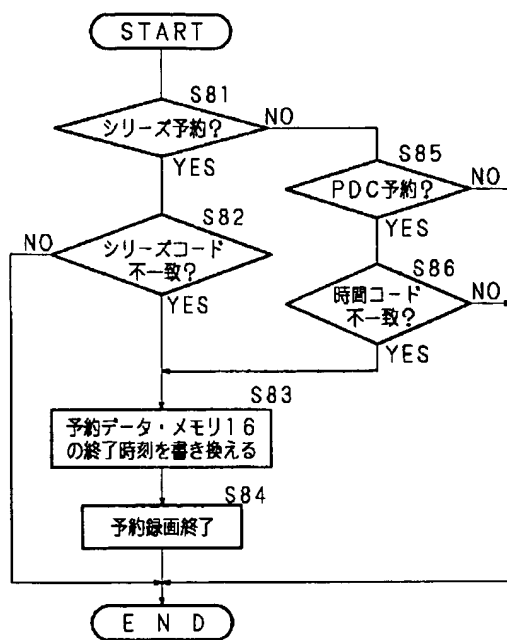 START
S81
シリーズ予約?
NO
YES
S85
PDC予約?
NO
YES
S82
シリーズコード
不一致?
NO
YES
S86
時間コード
不一致?
NO
YES
S83
予約データ・メモリ16
の終了時刻を書き換える
S84
予約録画終了
END